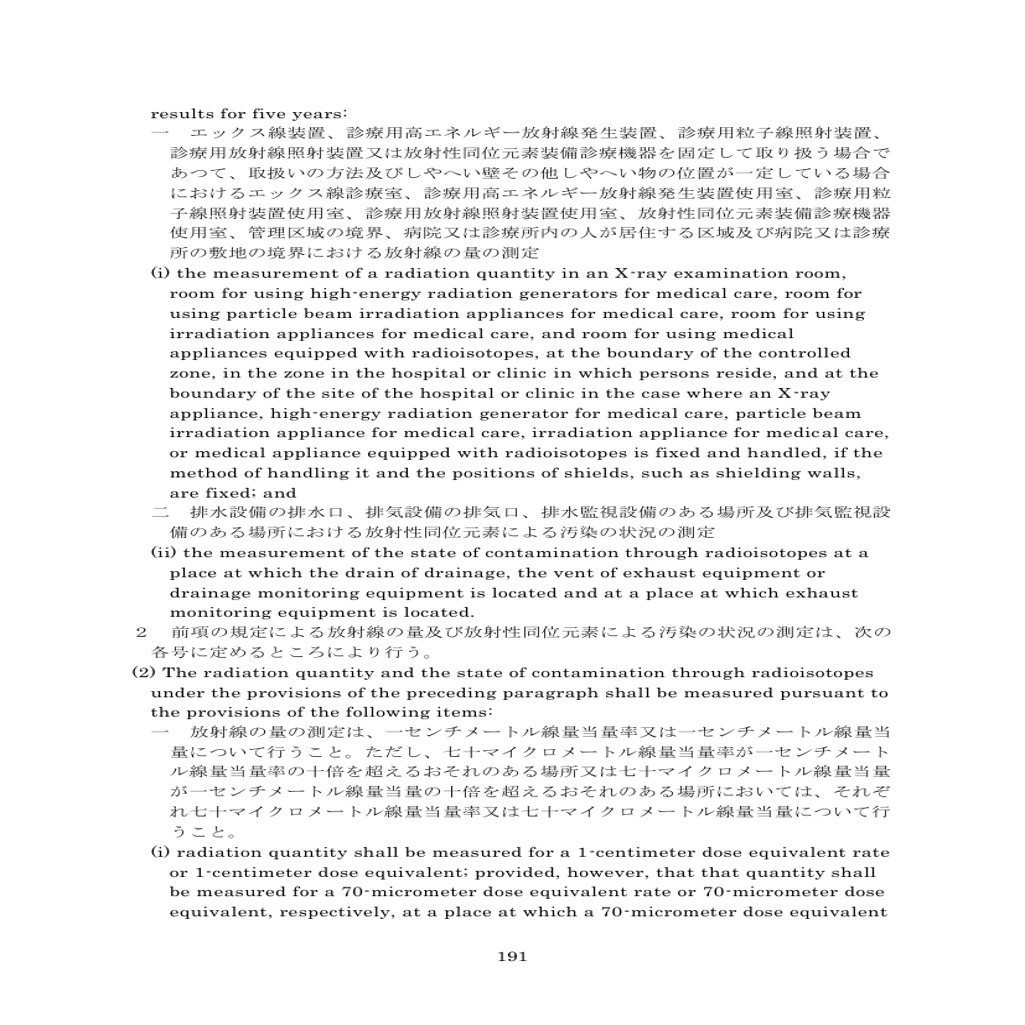 results for five years:
一　エックス線装置、診療用高エネルギー放射線発生装置、診療用粒子線照射装置、
診療用放射線照射装置又は放射性同位元素装備診療機器を固定して取り扱う場合で
あつて、取扱いの方法及びしやへい壁その他しやへい物の位置が一定している場合
におけるエックス線診療室、診療用高エネルギー放射線発生装置使用室、診療用粒
子線照射装置使用室、診療用放射線照射装置使用室、放射性同位元素装備診療機器
使用室、管理区域の境界、病院又は診療所内の人が居住する区域及び病院又は診療
所の敷地の境界における放射線の量の測定
(i) the measurement of a radiation quantity in an X-ray examination room,
room for using high-energy radiation generators for medical care, room for
using particle beam irradiation appliances for medical care, room for using
irradiation appliances for medical care, and room for using medical
appliances equipped with radioisotopes, at the boundary of the controlled
zone, in the zone in the hospital or clinic in which persons reside, and at the
boundary of the site of the hospital or clinic in the case where an X-ray
appliance, high-energy radiation generator for medical care, particle beam
irradiation appliance for medical care, irradiation appliance for medical care,
or medical appliance equipped with radioisotopes is fixed and handled, if the
method of handling it and the positions of shields, such as shielding walls,
are fixed; and
二　排水設備の排水口、排気設備の排気口、排水監視設備のある場所及び排気監視設
備のある場所における放射性同位元素による汚染の状況の測定
(ii) the measurement of the state of contamination through radioisotopes at a
place at which the drain of drainage, the vent of exhaust equipment or
drainage monitoring equipment is located and at a place at which exhaust
monitoring equipment is located.
２　前項の規定による放射線の量及び放射性同位元素による汚染の状況の測定は、次の
各号に定めるところにより行う。
(2) The radiation quantity and the state of contamination through radioisotopes
under the provisions of the preceding paragraph shall be measured pursuant to
the provisions of the following items:
一　放射線の量の測定は、一センチメートル線量当量率又は一センチメートル線量当
量について行うこと。ただし、七十マイクロメートル線量当量率が一センチメート
ル線量当量率の十倍を超えるおそれのある場所又は七十マイクロメートル線量当量
が一センチメートル線量当量の十倍を超えるおそれのある場所においては、それぞ
れ七十マイクロメートル線量当量率又は七十マイクロメートル線量当量について行
うこと。
(i) radiation quantity shall be measured for a 1-centimeter dose equivalent rate
or 1-centimeter dose equivalent; provided, however, that that quantity shall
be measured for a 70-micrometer dose equivalent rate or 70-micrometer dose
equivalent, respectively, at a place at which a 70-micrometer dose equivalent
191